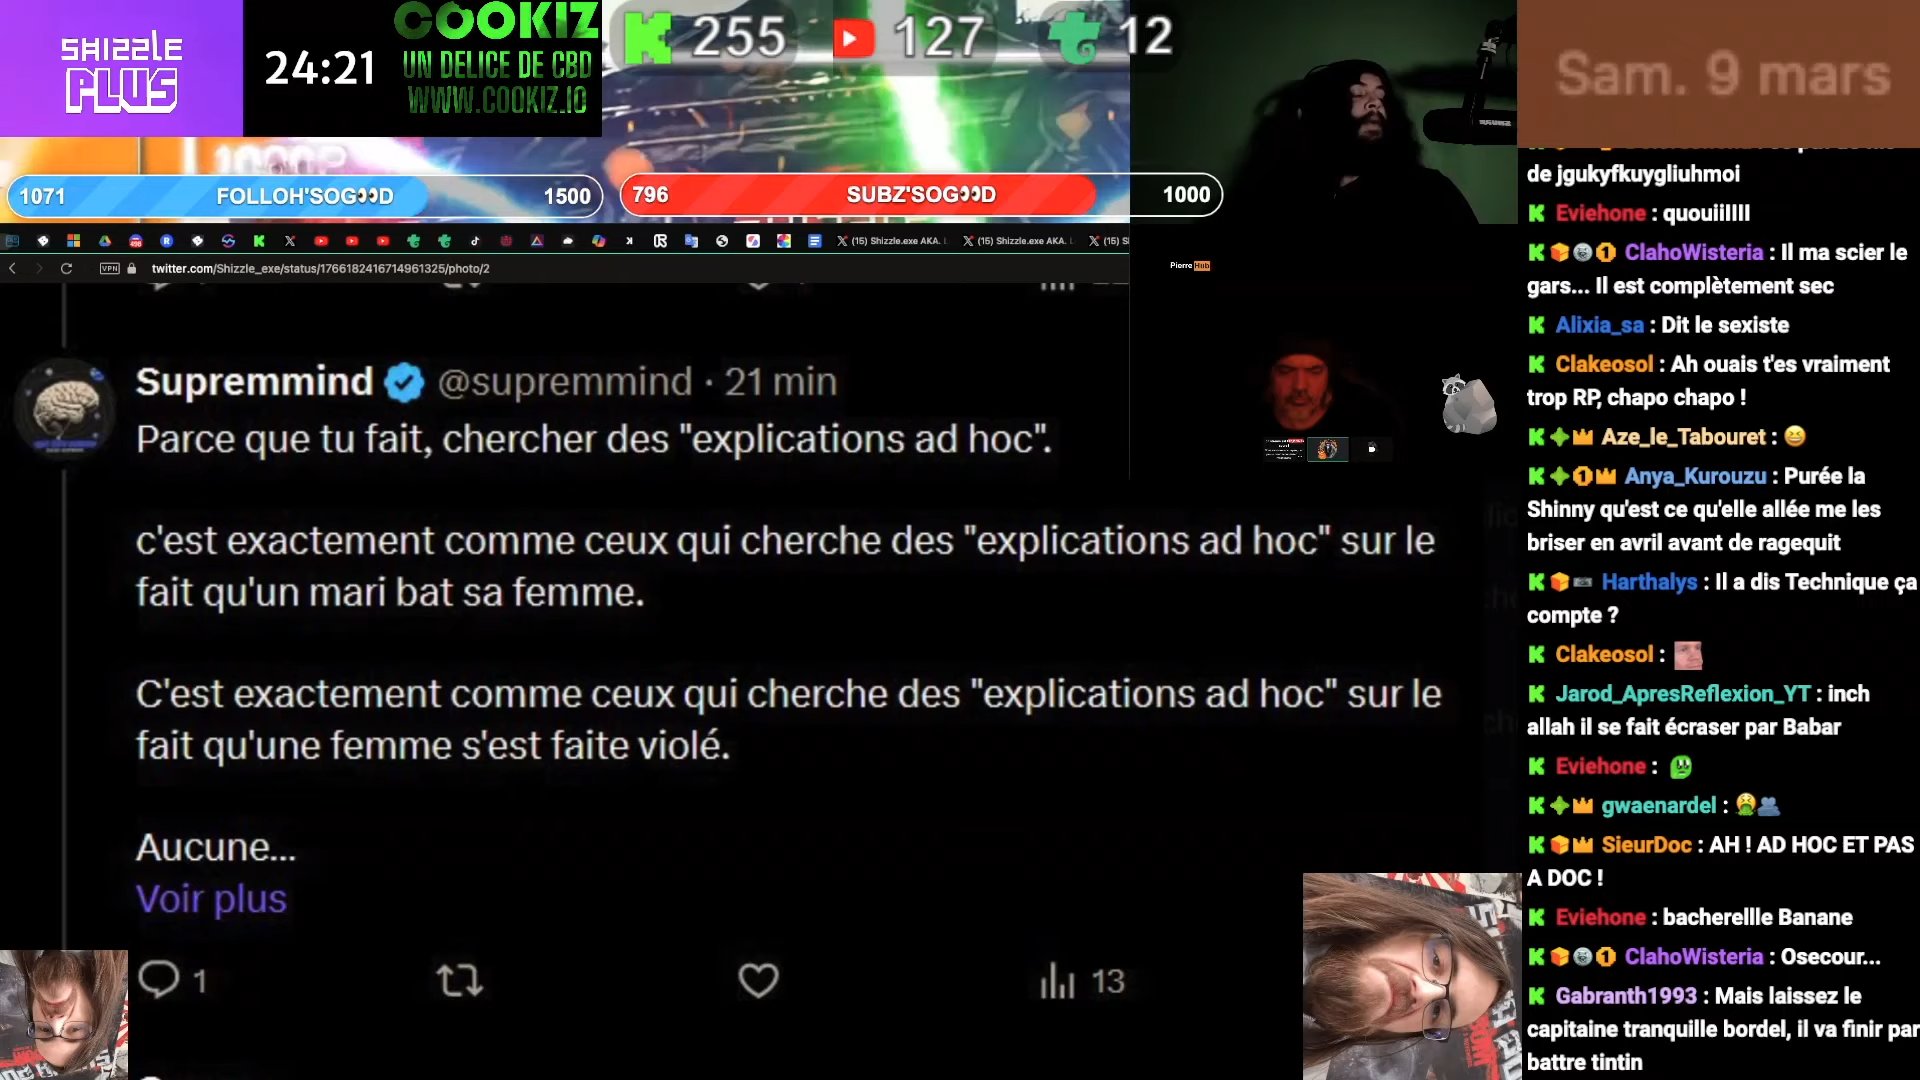 SHIZZLE
PLUS
24:21
COOKIZ
UN DELICE DE CBD
WWW.COOKIZ.IO
255
127
12
Sam. 9 mars
1071 FOLLOH'SOG👀D 1500
796 SUBZ'SOG👀D 1000
(15) Shizzle.exe AKA.
(15) Shizzle.exe AKA.
(15) S
VPN twitter.com/Shizzle_exe/status/1766182416714961325/photo/2
Pierre Hub
Supremmind @supremmind · 21 min
Parce que tu fait, chercher des "explications ad hoc".
c'est exactement comme ceux qui cherche des "explications ad hoc" sur le
fait qu'un mari bat sa femme.
C'est exactement comme ceux qui cherche des "explications ad hoc" sur le
fait qu'une femme s'est faite violé.
Aucune...
Voir plus
1
13
de jgukyfkuygliuhmoi
Eviehone : quouiillll
ClahoWisteria : Il ma scier le
gars... Il est complètement sec
Alixia_sa : Dit le sexiste
Clakeosol : Ah ouais t'es vraiment
trop RP, chapo chapo !
Aze_le_Tabouret : 😆
Anya_Kurouzu : Purée la
Shinny qu'est ce qu'elle allée me les
briser en avril avant de ragequit
Harthalys : Il a dis Technique ça
compte ?
Clakeosol :
Jarod_ApresReflexion_YT : inch
allah il se fait écraser par Babar
Eviehone :
gwaenardel : 🤮🫂
SieurDoc : AH ! AD HOC ET PAS
A DOC !
Eviehone : bacherellle Banane
ClahoWisteria : Osecour...
Gabranth1993 : Mais laissez le
capitaine tranquille bordel, il va finir par
battre tintin